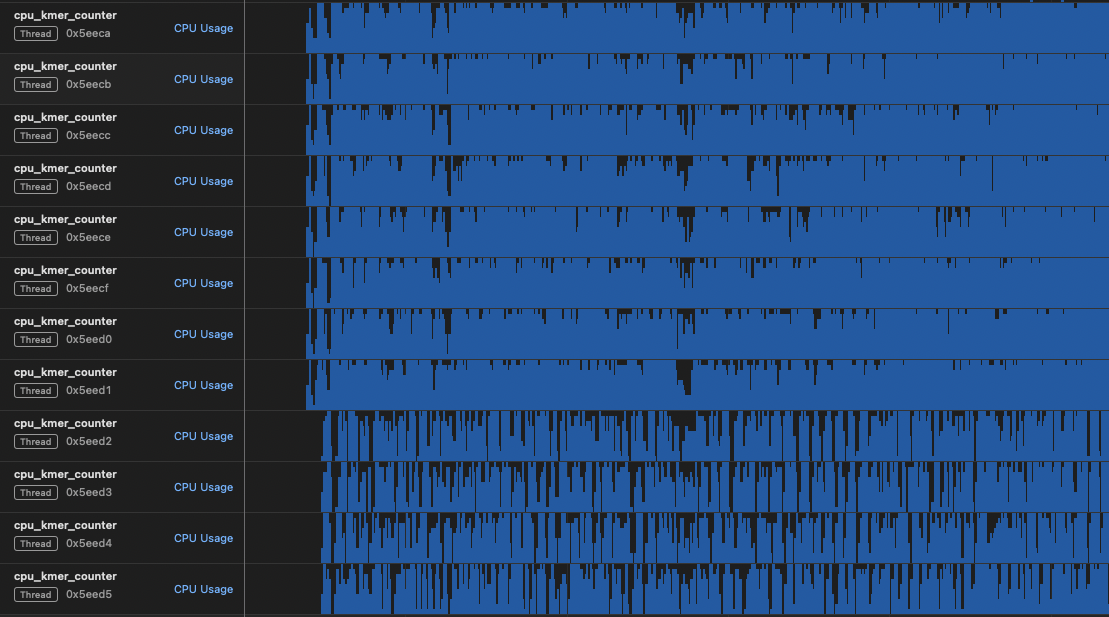 cpu_kmer_counter
Thread 0x5eeca CPU Usage
cpu_kmer_counter
Thread 0x5eecb CPU Usage
cpu_kmer_counter
Thread 0x5eecc CPU Usage
cpu_kmer_counter
Thread 0x5eecd CPU Usage
cpu_kmer_counter
Thread 0x5eece CPU Usage
cpu_kmer_counter
Thread 0x5eecf CPU Usage
cpu_kmer_counter
Thread 0x5eed0 CPU Usage
cpu_kmer_counter
Thread 0x5eed1 CPU Usage
cpu_kmer_counter
Thread 0x5eed2 CPU Usage
cpu_kmer_counter
Thread 0x5eed3 CPU Usage
cpu_kmer_counter
Thread 0x5eed4 CPU Usage
cpu_kmer_counter
Thread 0x5eed5 CPU Usage